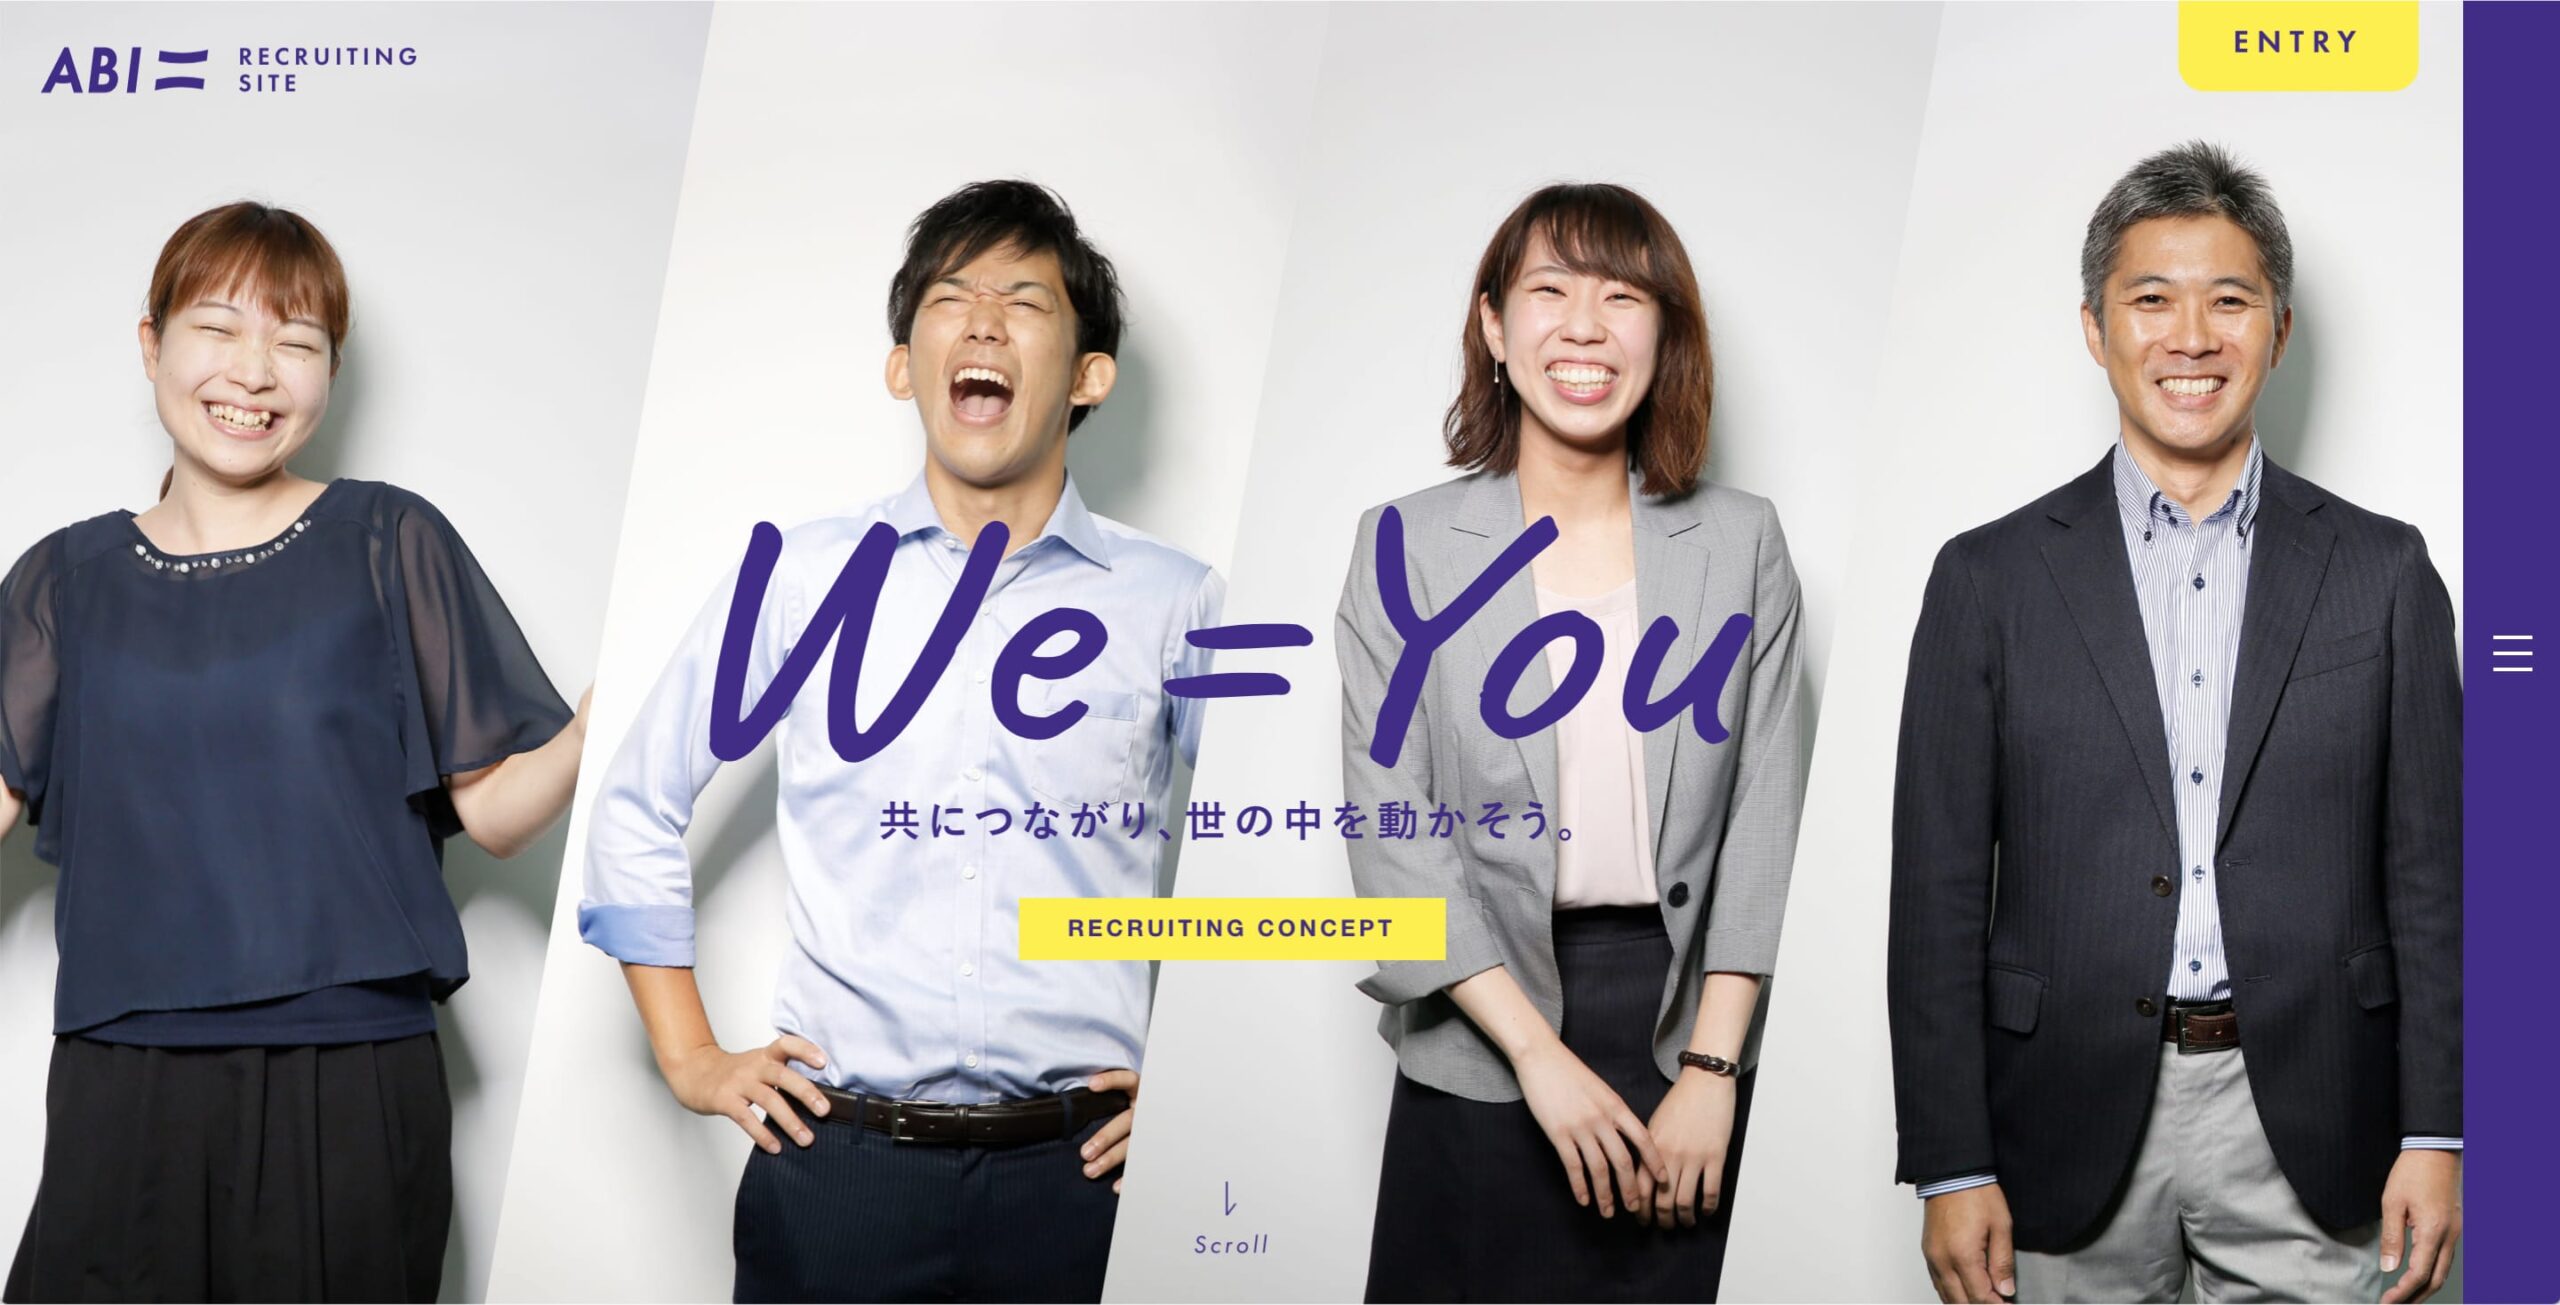 ABI=
RECRUITING
SITE
ENTRY
We=You
共につながり、世の中を動かそう。
RECRUITING CONCEPT
Scroll